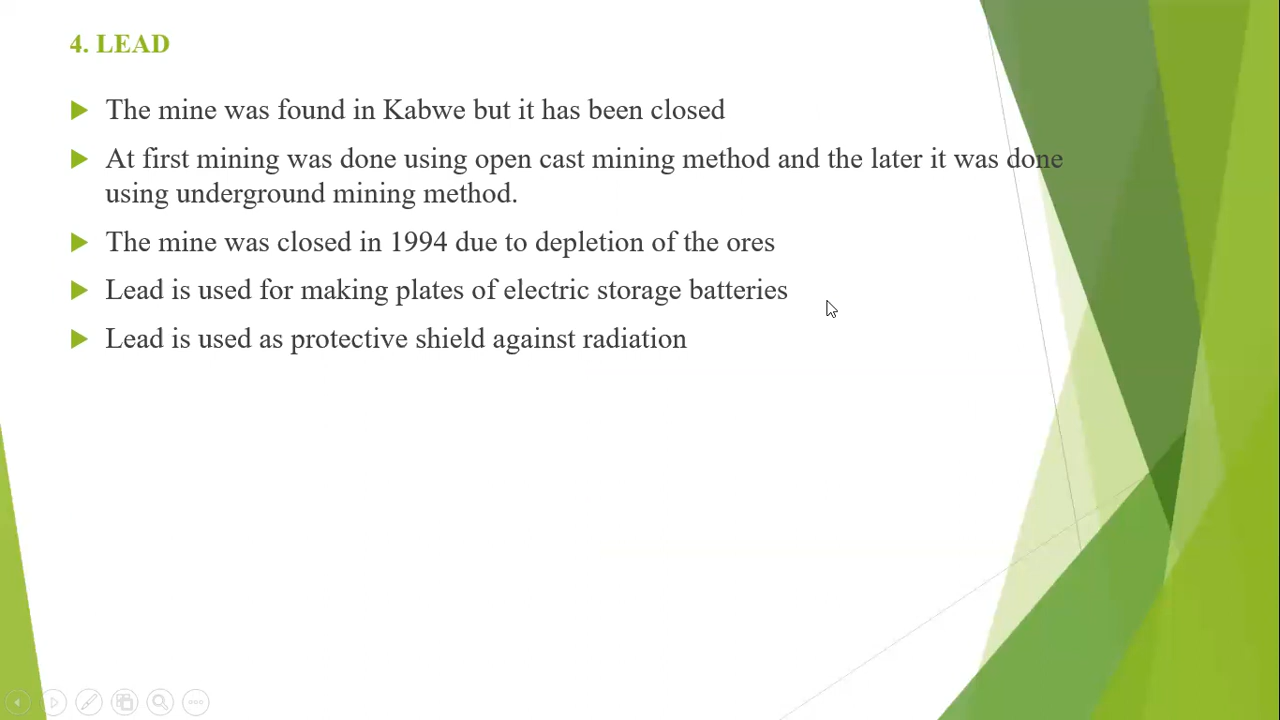 4. LEAD
The mine was found in Kabwe but it has been closed
At first mining was done using open cast mining method and the later it was done
using underground mining method.
The mine was closed in 1994 due to depletion of the ores
Lead is used for making plates of electric storage batteries
Lead is used as protective shield against radiation